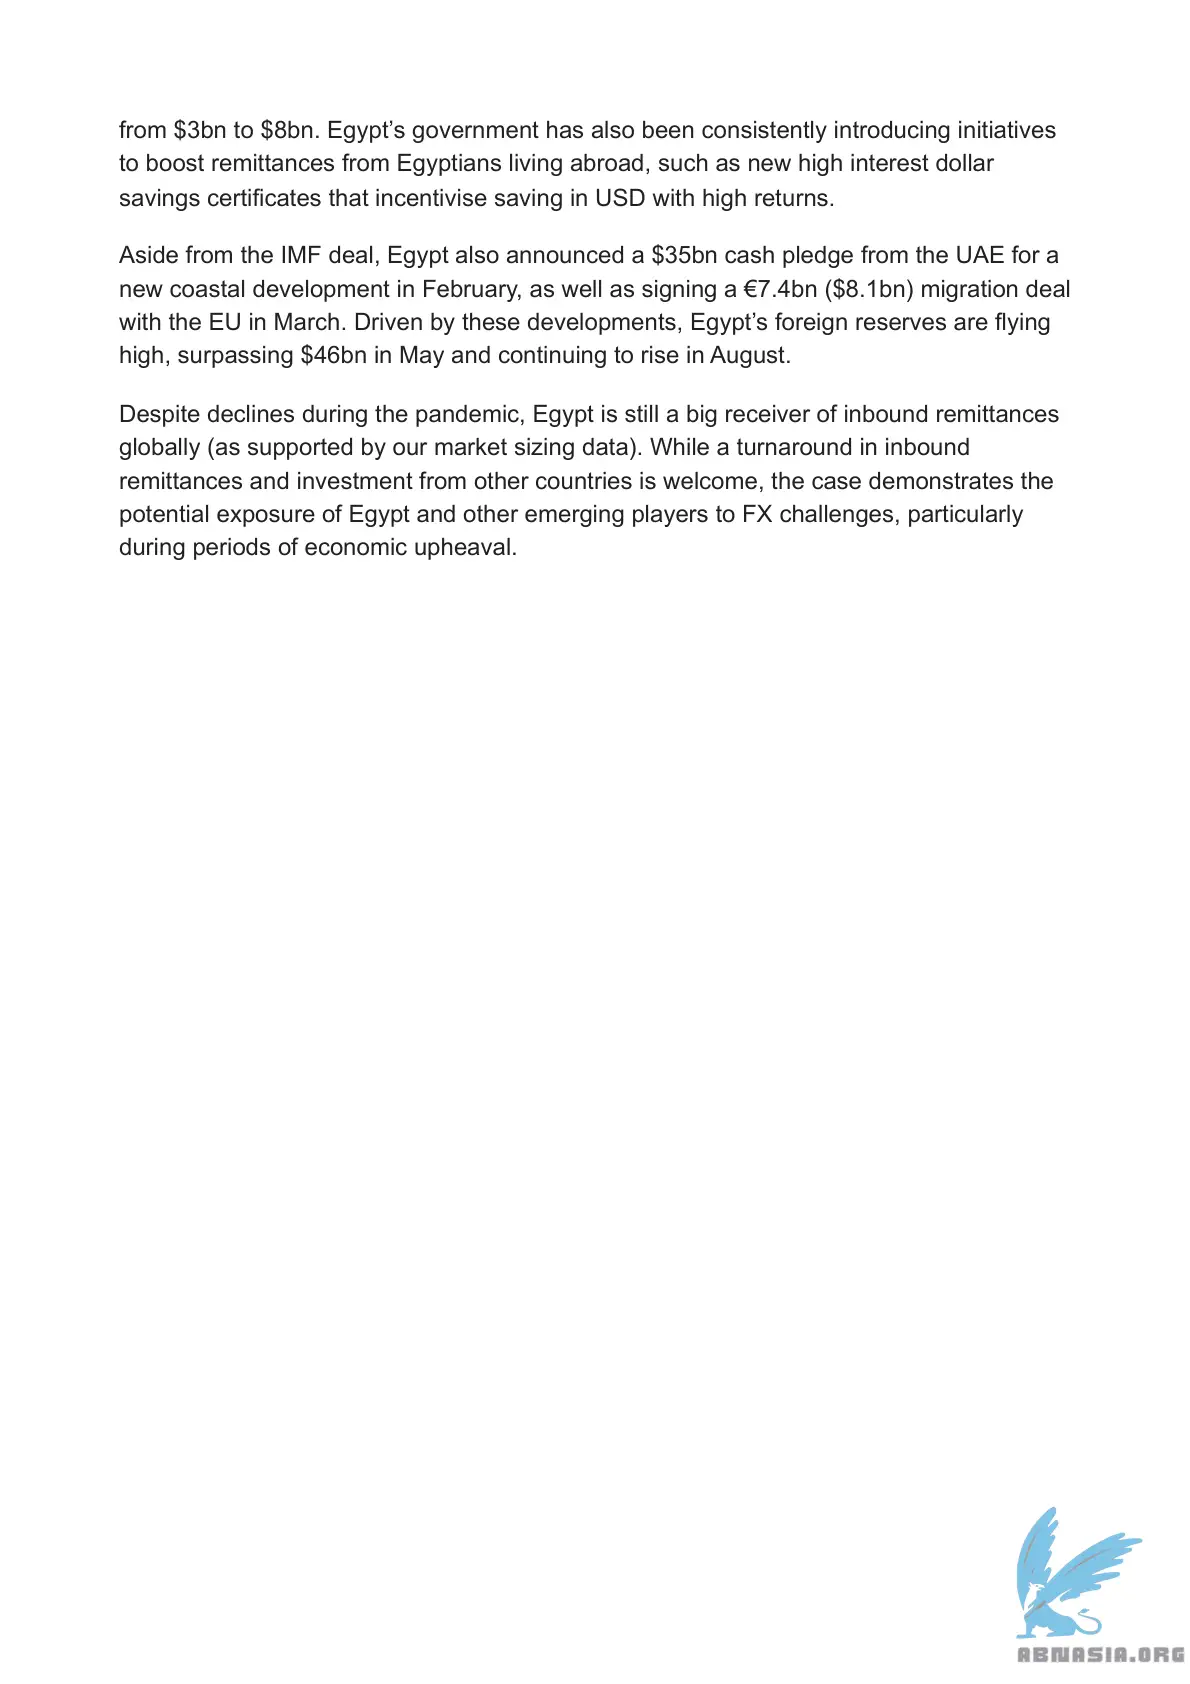 from $3bn to $8bn. Egypt’s government has also been consistently introducing initiatives
to boost remittances from Egyptians living abroad, such as new high interest dollar
savings certificates that incentivise saving in USD with high returns.
Aside from the IMF deal, Egypt also announced a $35bn cash pledge from the UAE for a
new coastal development in February, as well as signing a €7.4bn ($8.1bn) migration deal
with the EU in March. Driven by these developments, Egypt’s foreign reserves are flying
high, surpassing $46bn in May and continuing to rise in August.
Despite declines during the pandemic, Egypt is still a big receiver of inbound remittances
globally (as supported by our market sizing data). While a turnaround in inbound
remittances and investment from other countries is welcome, the case demonstrates the
potential exposure of Egypt and other emerging players to FX challenges, particularly
during periods of economic upheaval.
ABNASIA.ORG